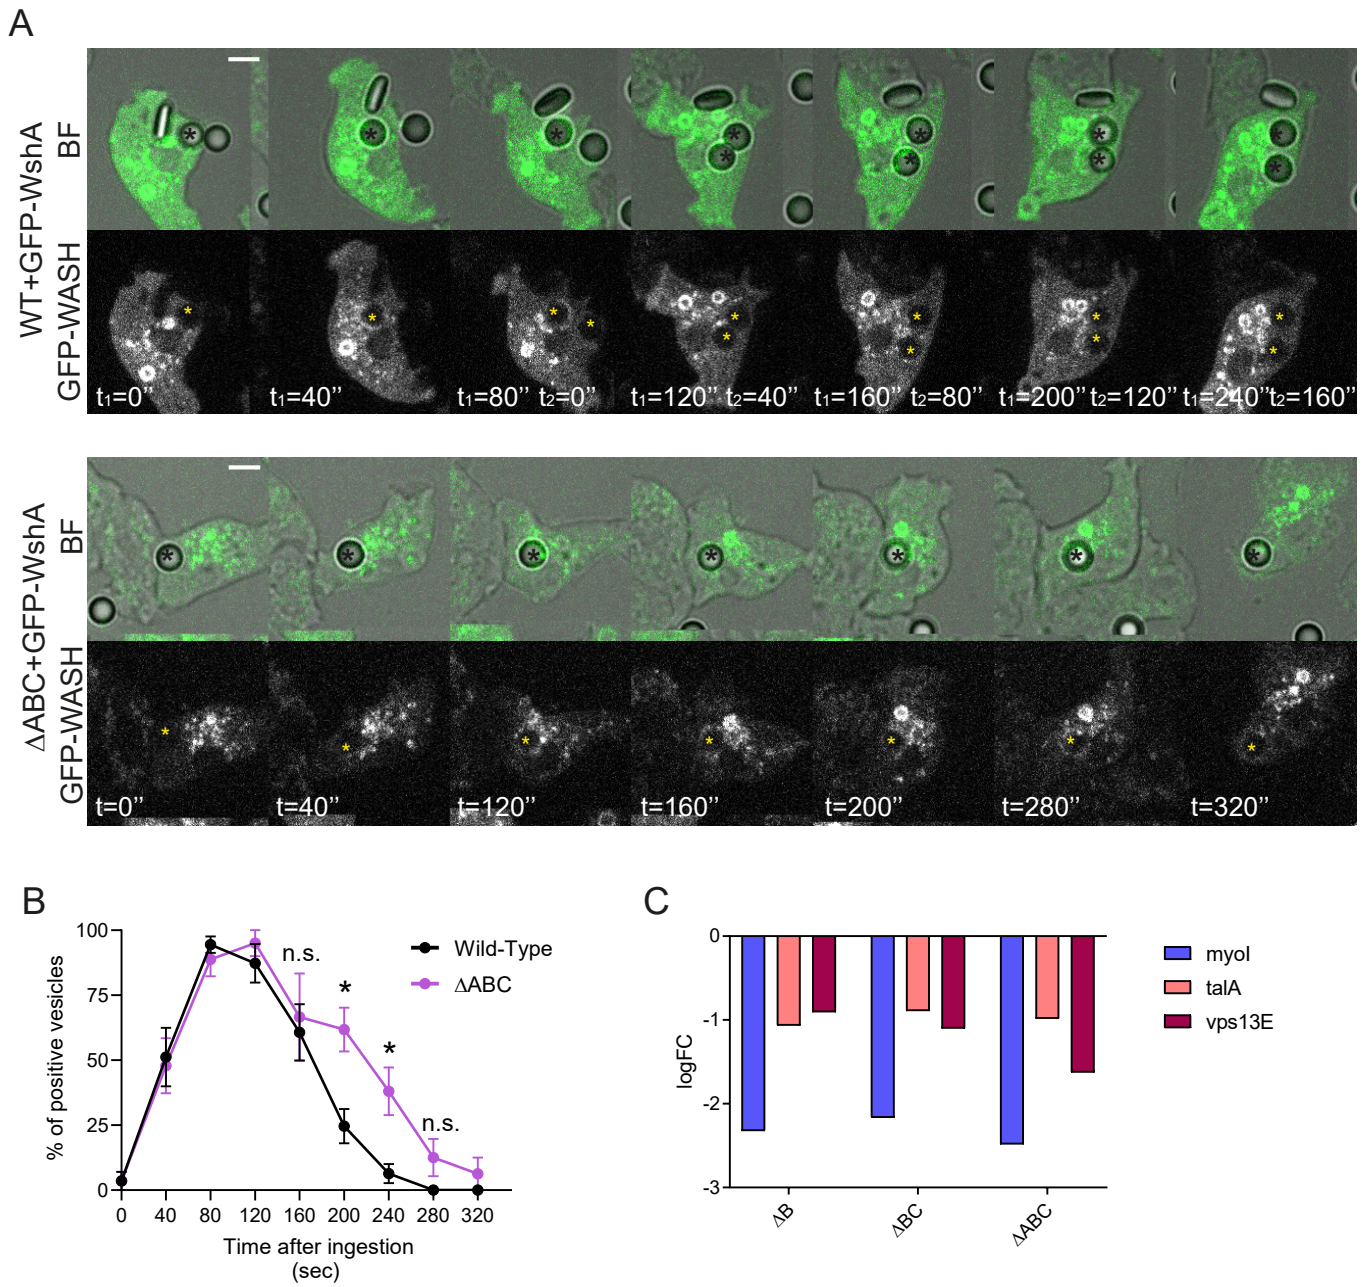 A
WT+GFP-WshA
BF
GFP-WASH
* * * * * * * * * * *
* * * * * * * * * * * *
t₁=0’’ t₁=40’’ t₁=80’’ t₂=0’’ t₁=120’’ t₂=40’’ t₁=160’’ t₂=80’’ t₁=200’’ t₂=120’’ t₁=240’’ t₂=160’’
ΔABC+GFP-WshA
BF
GFP-WASH
* * * * * * *
* * * * * * *
t=0’’ t=40’’ t=120’’ t=160’’ t=200’’ t=280’’ t=320’’
B
% of positive vesicles
100
75
50
25
0
n.s.
*
*
n.s.
Wild-Type
ΔABC
0 40 80 120 160 200 240 280 320
Time after ingestion
(sec)
C
logFC
0
-1
-2
-3
ΔB ΔBC ΔABC
myoI
talA
vps13E